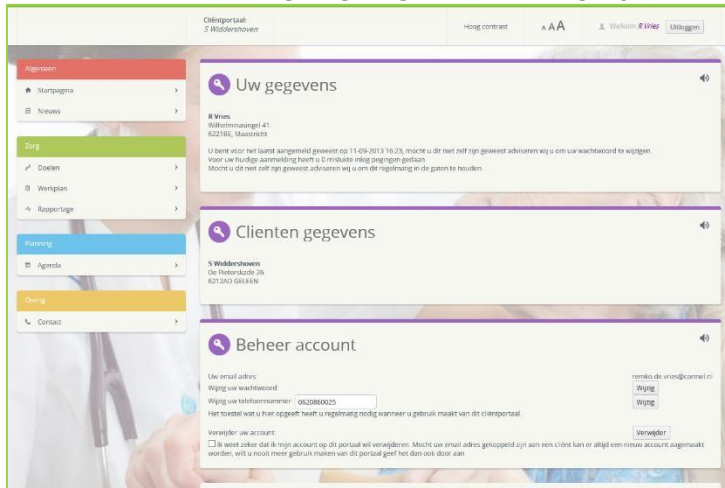 Cliëntportaal:
S Widdershoven
Hoog contrast
A A A
Welkom R Vries
Uitloggen
Algemeen
Startpagina
Nieuws
Zorg
Doelen
Werkplan
Rapportage
Planning
Agenda
Overig
Contact
Uw gegevens
R Vries
Wilhelminasingel 41
6221BE, Maastricht
U bent voor het laatst aangemeld geweest op 11-09-2013 16:23, mocht u dit niet zelf zijn geweest adviseren wij u om uw wachtwoord te wijzigen.
Voor uw huidige aanmelding heeft u 0 mislukte inlog pogingen gedaan.
Mocht u dit niet zelf zijn geweest adviseren wij u om dit regelmatig in de gaten te houden.
Clienten gegevens
S Widdershoven
De Pieterskade 26
6212AD GELEEN
Beheer account
Uw email adres:
remko.de.vries@cormel.nl
Wijzig uw wachtwoord:
Wijzig
Wijzig uw telefoonnummer: 0620860025
Wijzig
Het toestel wat u hier opgeeft heeft u regelmatig nodig wanneer u gebruik maakt van dit cliëntportaal.
Verwijder uw account:
Verwijder
Ik weet zeker dat ik mijn account op dit portaal wil verwijderen. Mocht uw email adres gekoppeld zijn aan een cliënt kan er altijd een nieuw account aangemaakt
worden, wilt u nooit meer gebruik maken van dit portaal geef het dan ook door aan